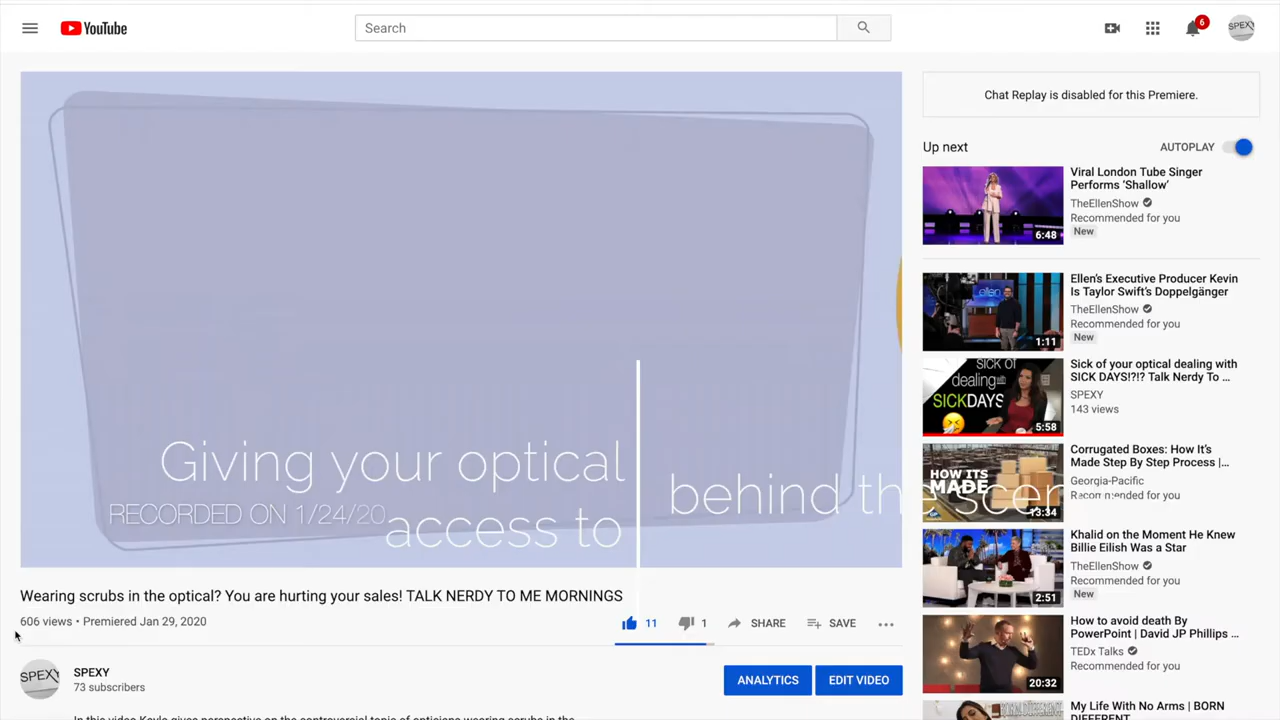 YouTube
Search
6
SPEXY
Chat Replay is disabled for this Premiere.
Up next
AUTOPLAY
Giving your optical
access to
behind the scen
RECORDED ON 1/24/20
Wearing scrubs in the optical? You are hurting your sales! TALK NERDY TO ME MORNINGS
606 views • Premiered Jan 29, 2020
11
1
SHARE
SAVE
SPEXY
SPEXY
73 subscribers
ANALYTICS
EDIT VIDEO
6:48
Viral London Tube Singer
Performs ‘Shallow’
TheEllenShow
Recommended for you
New
ellen
1:11
Ellen’s Executive Producer Kevin
Is Taylor Swift’s Doppelgänger
TheEllenShow
Recommended for you
New
SICK OF
dealing
with
SICKDAYS
5:58
Sick of your optical dealing with
SICK DAYS!?!? Talk Nerdy To ...
SPEXY
143 views
HOW ITS
MADE
13:34
Corrugated Boxes: How It’s
Made Step By Step Process |...
Georgia-Pacific
Recommended for you
2:51
Khalid on the Moment He Knew
Billie Eilish Was a Star
TheEllenShow
Recommended for you
New
20:32
How to avoid death By
PowerPoint | David JP Phillips ...
TEDx Talks
Recommended for you
My Life With No Arms | BORN
DIFFERENT